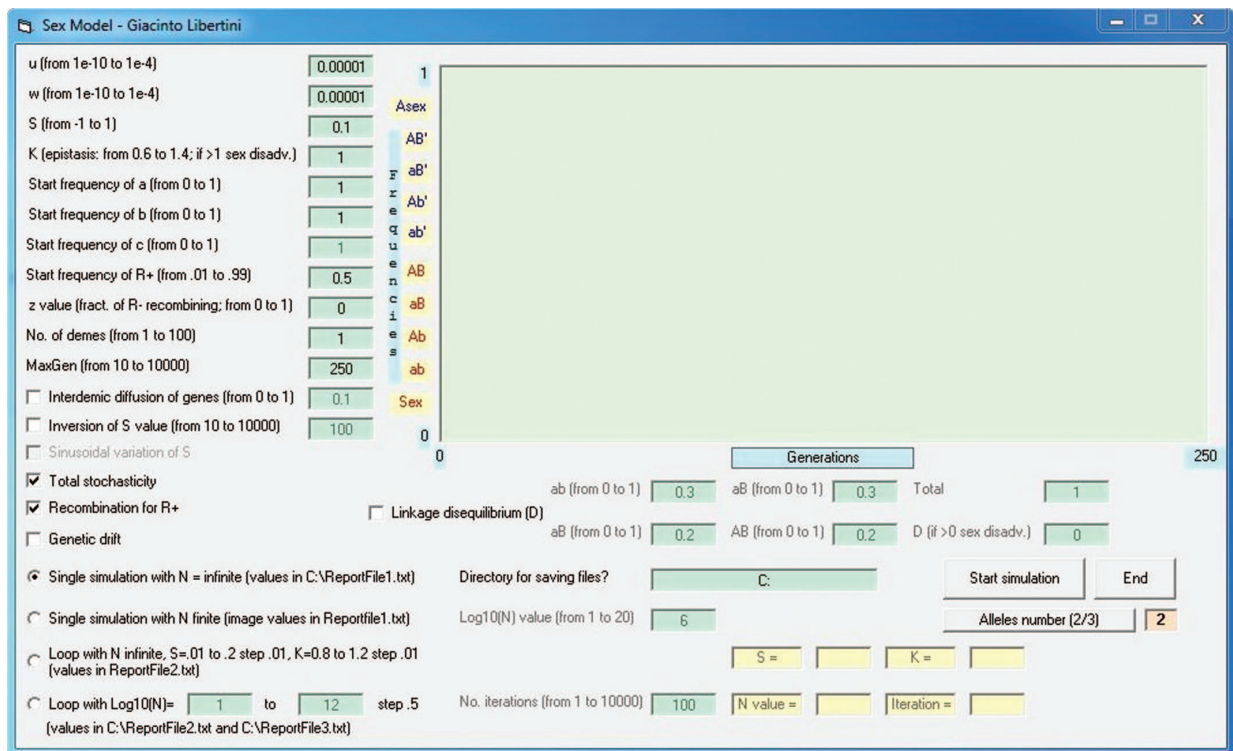 Sex Model - Giacinto Libertini
u (from 1e-10 to 1e-4) 0.00001
w (from 1e-10 to 1e-4) 0.00001
S (from -1 to 1) 0.1
K (epistasis: from 0.6 to 1.4; if >1 sex disadv.) 1
Start frequency of a (from 0 to 1) 1
Start frequency of b (from 0 to 1) 1
Start frequency of c (from 0 to 1) 1
Start frequency of R+ (from .01 to .99) 0.5
z value (fract. of R- recombining; from 0 to 1) 0
No. of demes (from 1 to 100) 1
MaxGen (from 10 to 10000) 250
Interdemic diffusion of genes (from 0 to 1) 0.1
Inversion of S value (from 10 to 10000) 100
Sinusoidal variation of S
Total stochasticity
Recombination for R+
Genetic drift
1
Frequencies
Asex
AB'
aB'
Ab'
ab'
AB
aB
Ab
ab
Sex
0
0 Generations 250
Linkage disequilibrium (D)
ab (from 0 to 1) 0.3 aB (from 0 to 1) 0.3 Total 1
aB (from 0 to 1) 0.2 AB (from 0 to 1) 0.2 D (if >0 sex disadv.) 0
Single simulation with N = infinite (values in C:\ReportFile1.txt) Directory for saving files? C: Start simulation End
Single simulation with N finite (image values in Reportfile1.txt) Log10(N) value (from 1 to 20) 6 Alleles number (2/3) 2
Loop with N infinite, S=.01 to .2 step .01, K=0.8 to 1.2 step .01
(values in ReportFile2.txt)
S = K =
Loop with Log10(N)= 1 to 12 step .5 No. iterations (from 1 to 10000) 100 N value = Iteration =
(values in C:\ReportFile2.txt and C:\ReportFile3.txt)